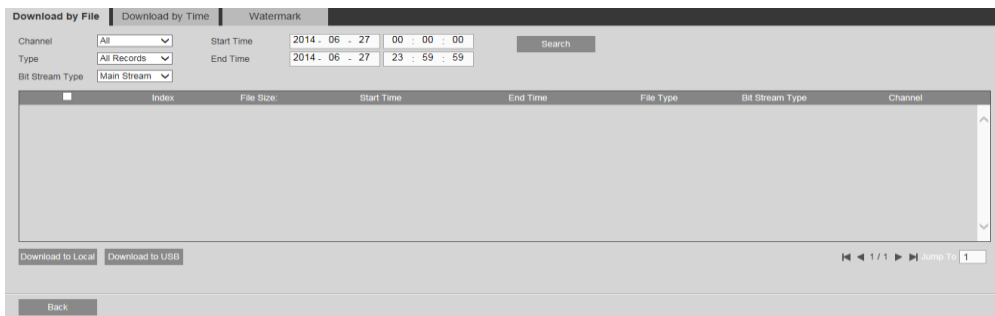 Download by File Download by Time Watermark
Channel All Start Time 2014 - 06 - 27 00 : 00 : 00 Search
Type All Records End Time 2014 - 06 - 27 23 : 59 : 59
Bit Stream Type Main Stream
Index File Size: Start Time End Time File Type Bit Stream Type Channel
Download to Local Download to USB 1 / 1 Jump To 1
Back